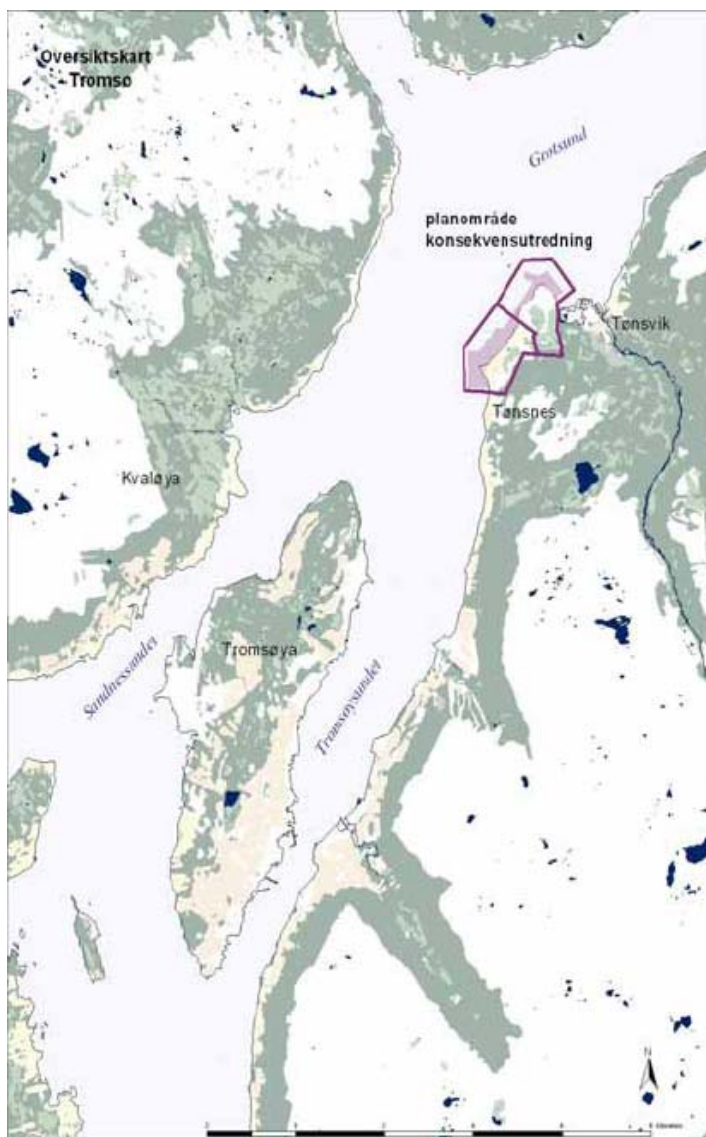 Oversiktskart
Tromsø
Grøtsund
planområde
konsekvensutredning
Tønsvik
Tønsnes
Kvaløya
Tromsøya
Sandnessundet
Tromsøysundet
N